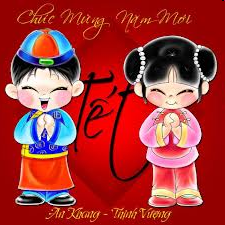 Chúc Mừng Năm Mới
Tết
An Khang - Thịnh Vượng